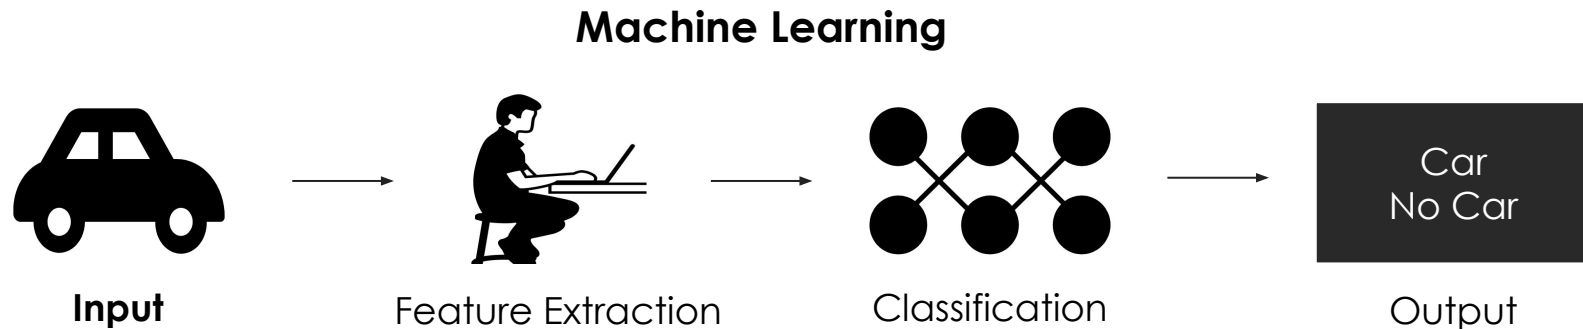 Machine Learning
Car
No Car
Input
Feature Extraction
Classification
Output